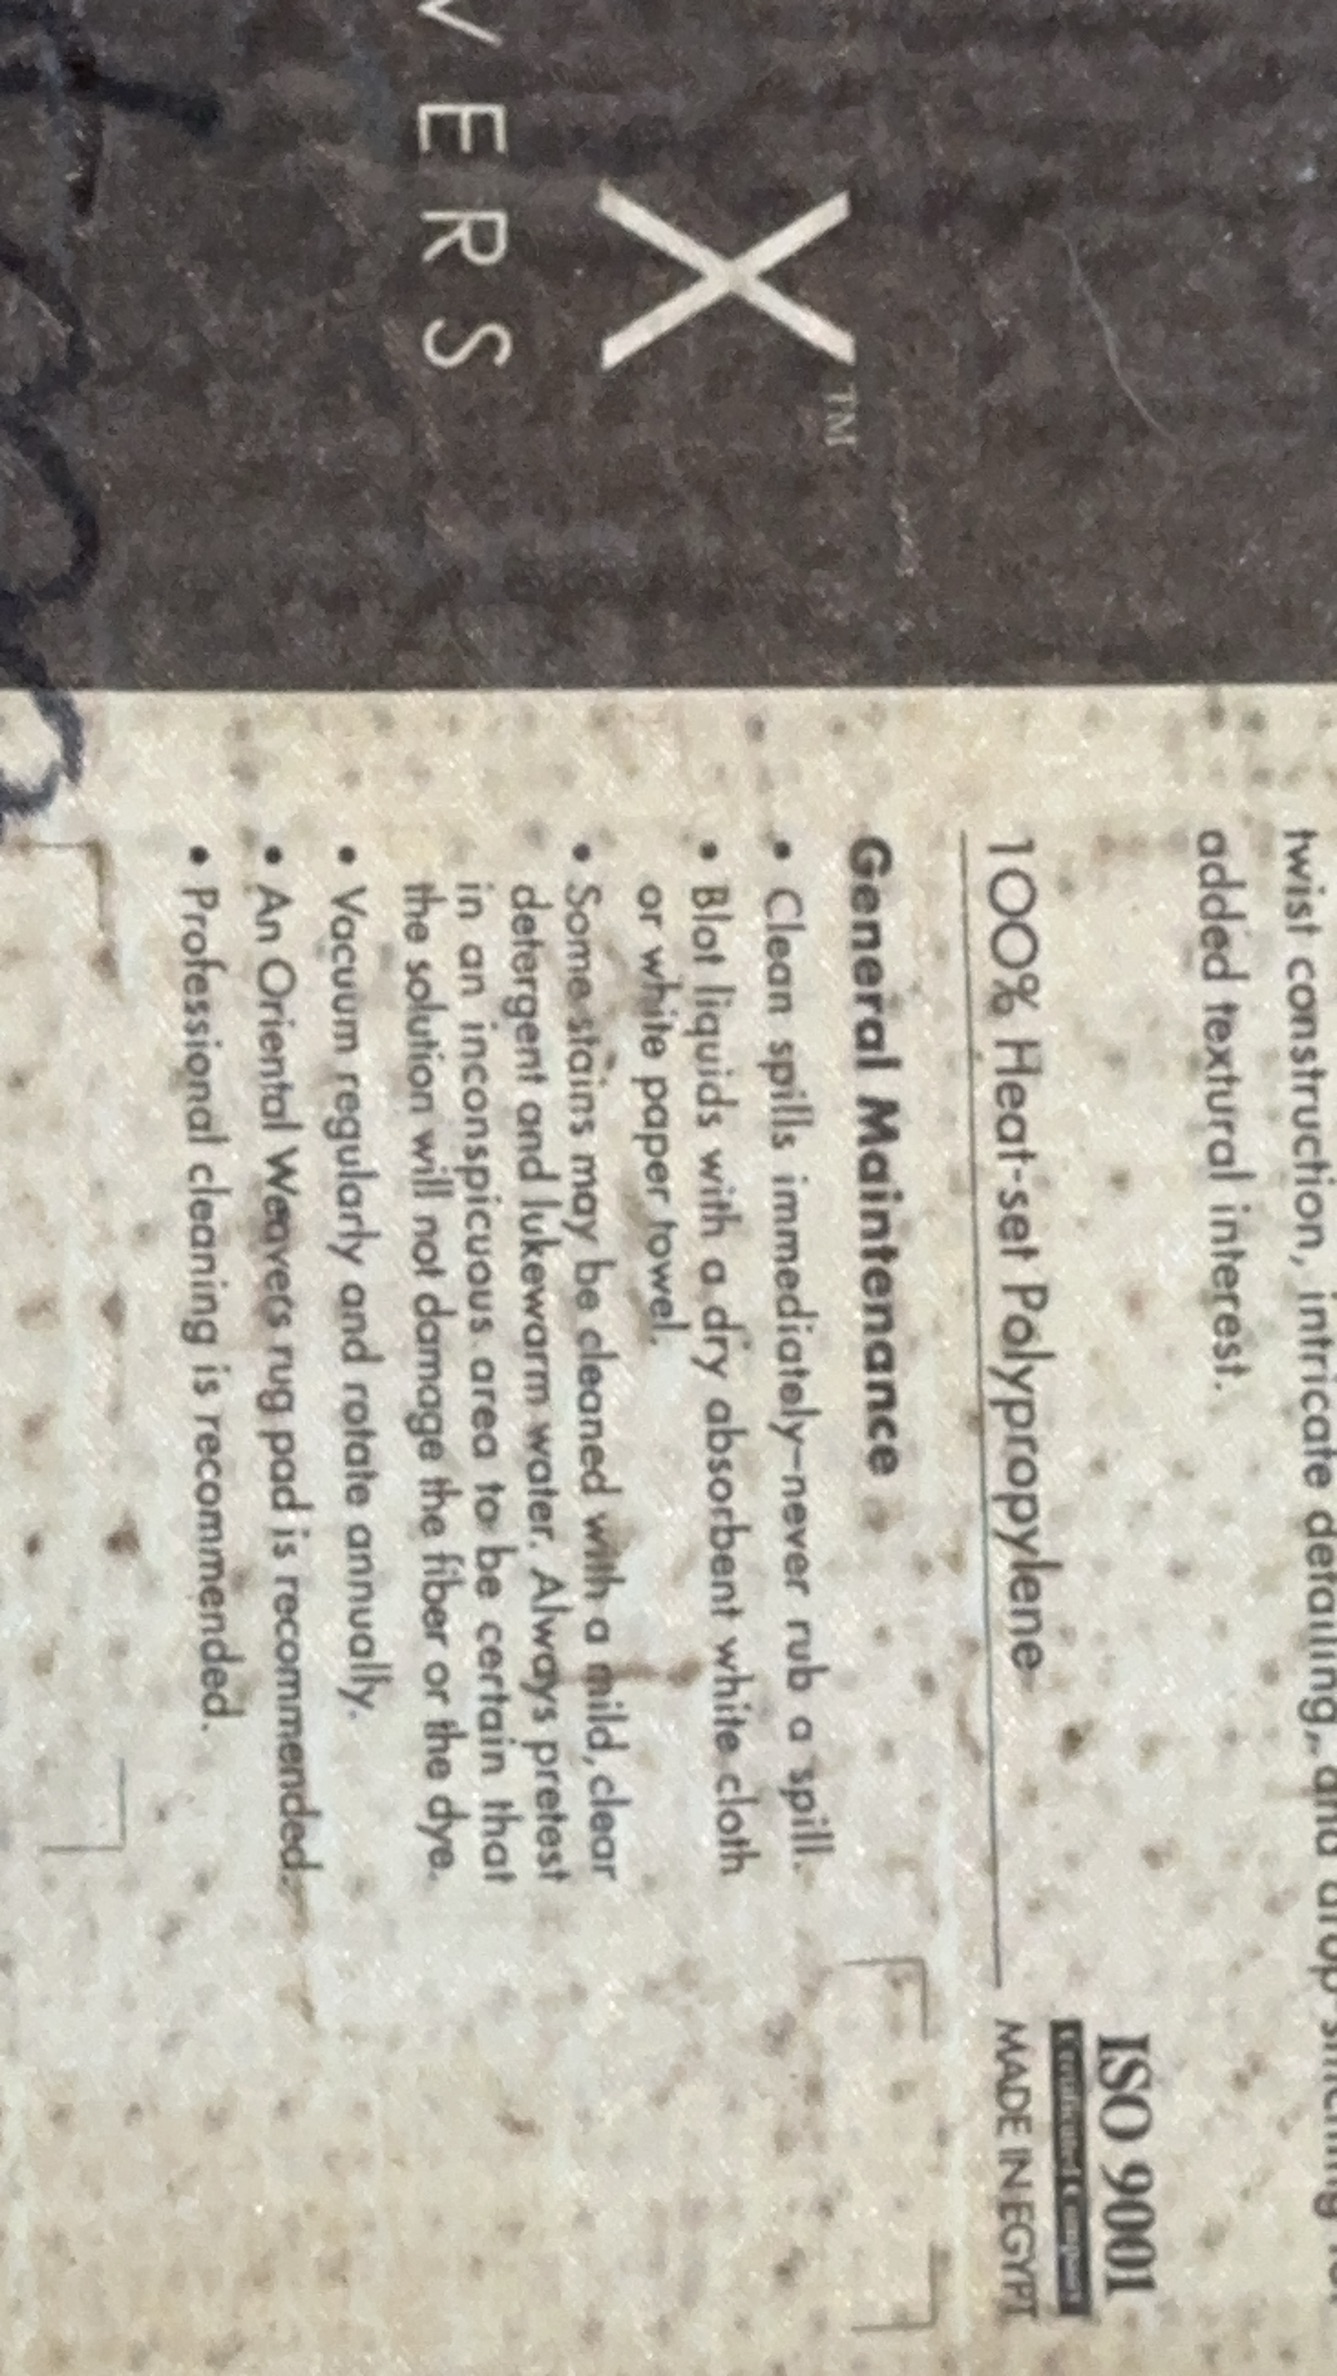 X™
VERS
twist construction, intricate detailing, and drop stitching for
added textural interest.
100% Heat-set Polypropylene
ISO 9001
MADE IN EGYPT
General Maintenance
• Clean spills immediately–never rub a spill.
• Blot liquids with a dry absorbent white cloth
or white paper towel.
• Some stains may be cleaned with a mild, clear
detergent and lukewarm water. Always pretest
in an inconspicuous area to be certain that
the solution will not damage the fiber or the dye.
• Vacuum regularly and rotate annually.
• An Oriental Weavers rug pad is recommended.
• Professional cleaning is recommended.